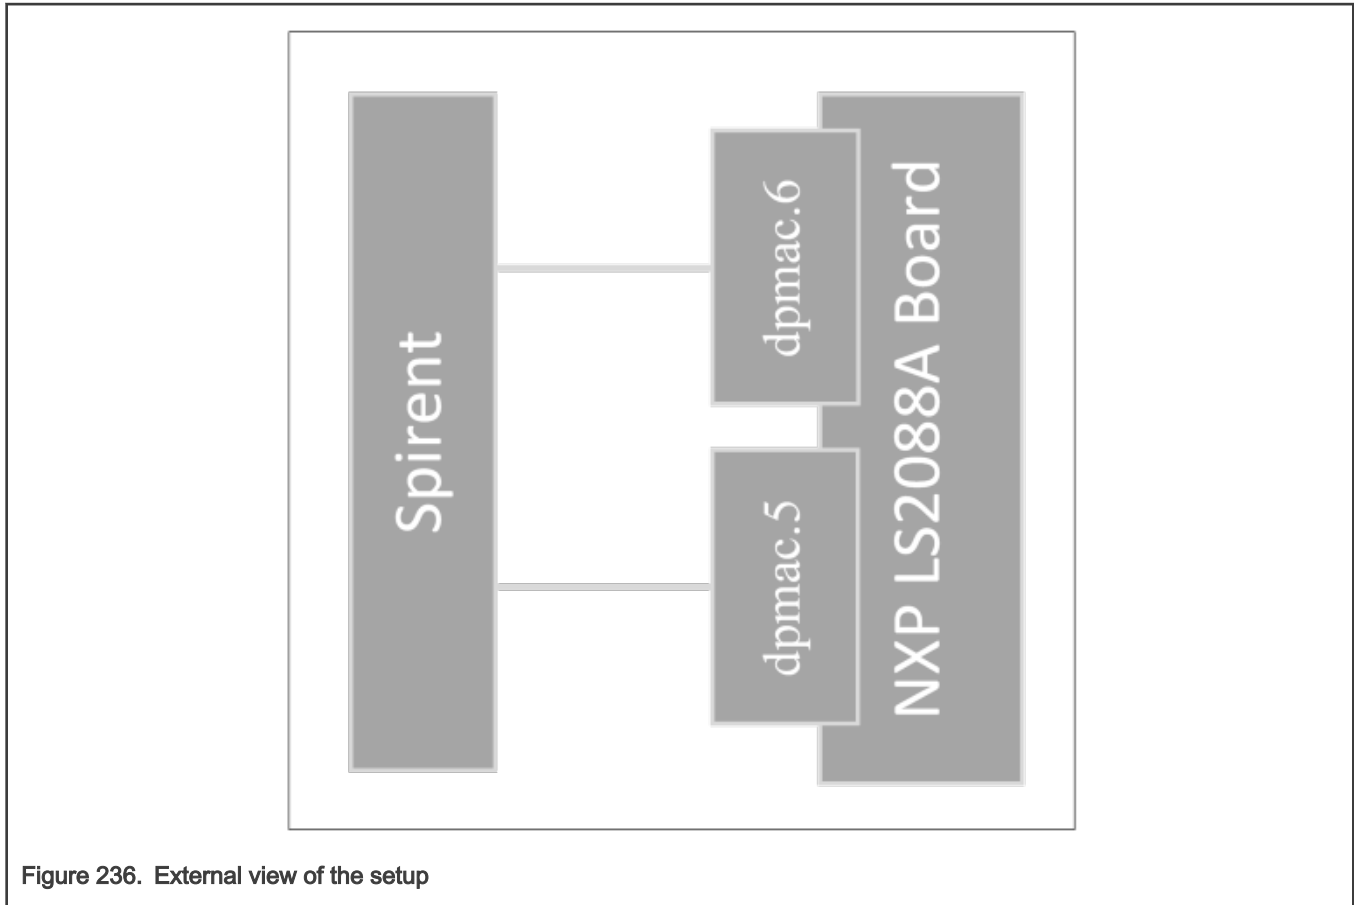 Spirent
dpmac.6
dpmac.5
NXP LS2088A Board
Figure 236. External view of the setup